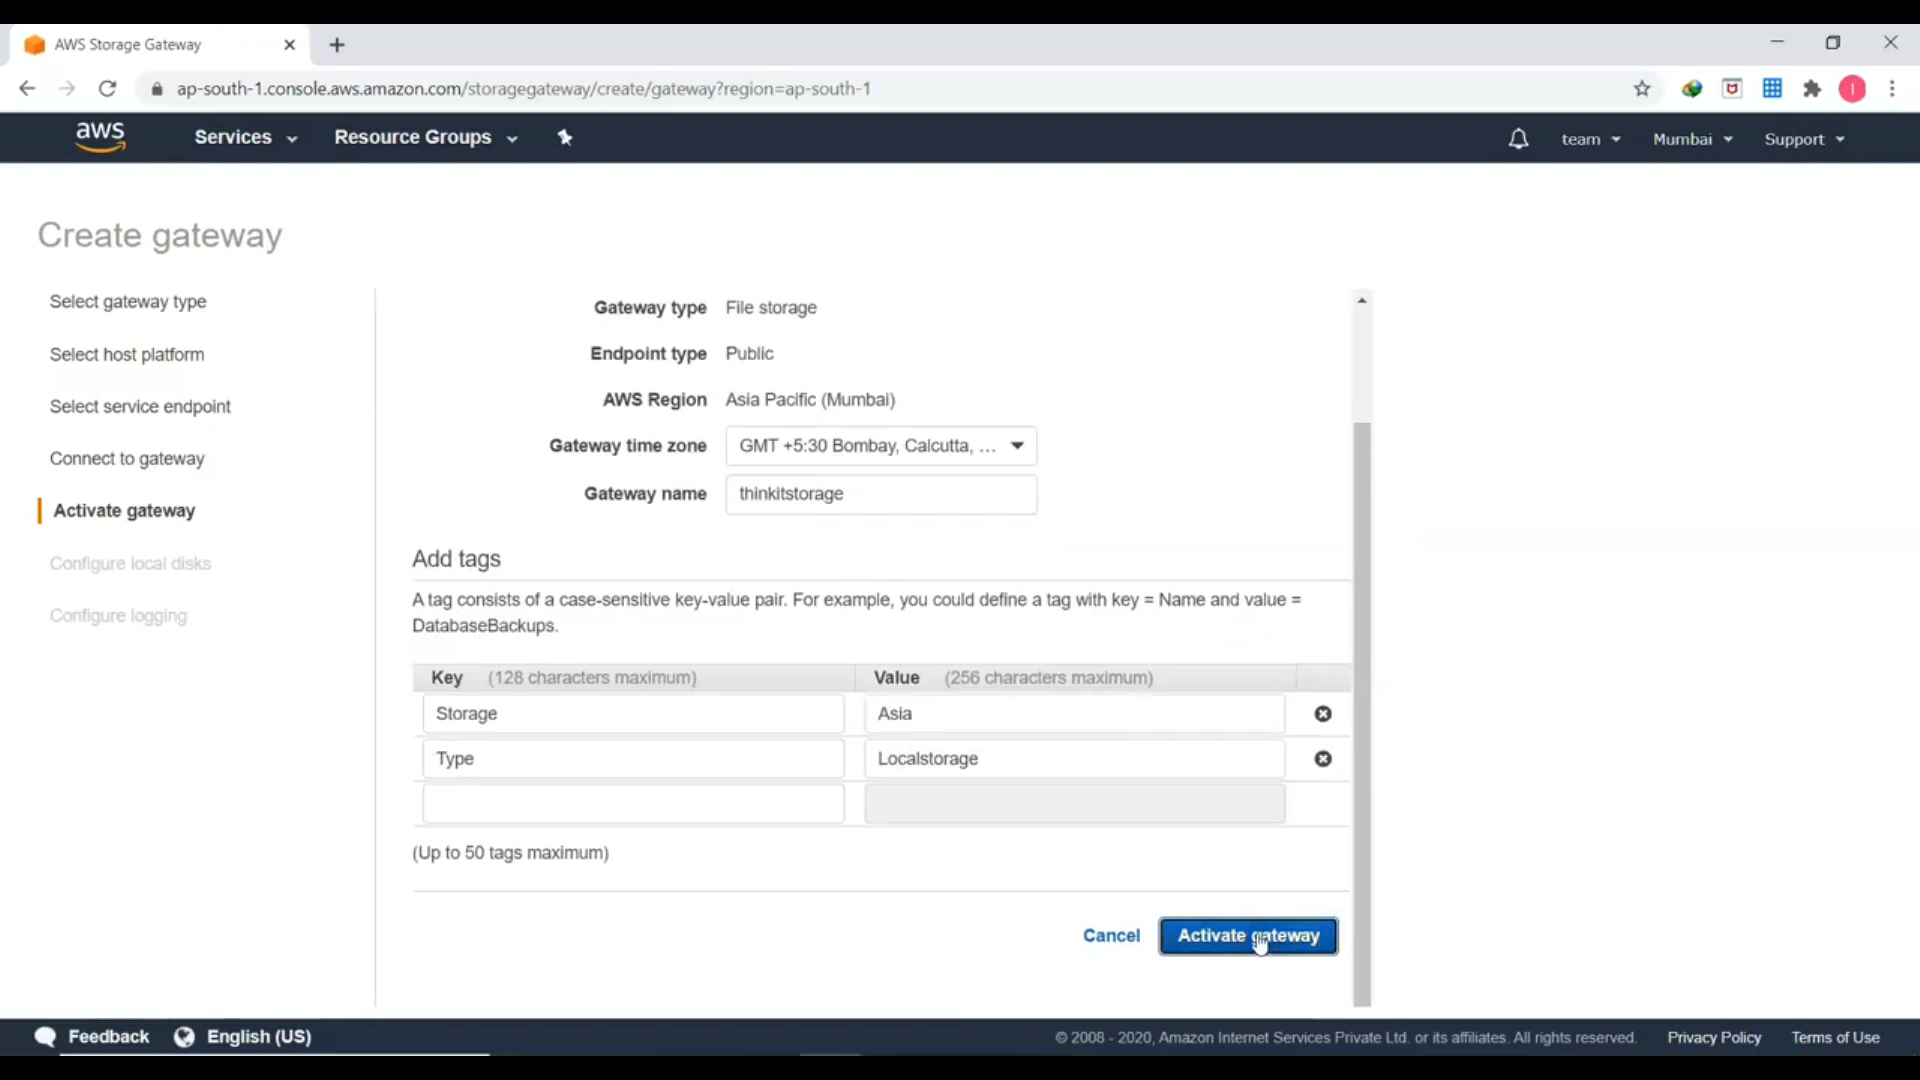 AWS Storage Gateway
ap-south-1.console.aws.amazon.com/storagegateway/create/gateway?region=ap-south-1
aws
Services
Resource Groups
team
Mumbai
Support
Create gateway
Select gateway type
Select host platform
Select service endpoint
Connect to gateway
Activate gateway
Configure local disks
Configure logging
Gateway type File storage
Endpoint type Public
AWS Region Asia Pacific (Mumbai)
Gateway time zone GMT +5:30 Bombay, Calcutta, ...
Gateway name thinkitstorage
Add tags
A tag consists of a case-sensitive key-value pair. For example, you could define a tag with key = Name and value =
DatabaseBackups.
Key (128 characters maximum) Value (256 characters maximum)
Storage Asia
Type Localstorage
(Up to 50 tags maximum)
Cancel Activate gateway
Feedback English (US) © 2008 - 2020, Amazon Internet Services Private Ltd. or its affiliates. All rights reserved. Privacy Policy Terms of Use